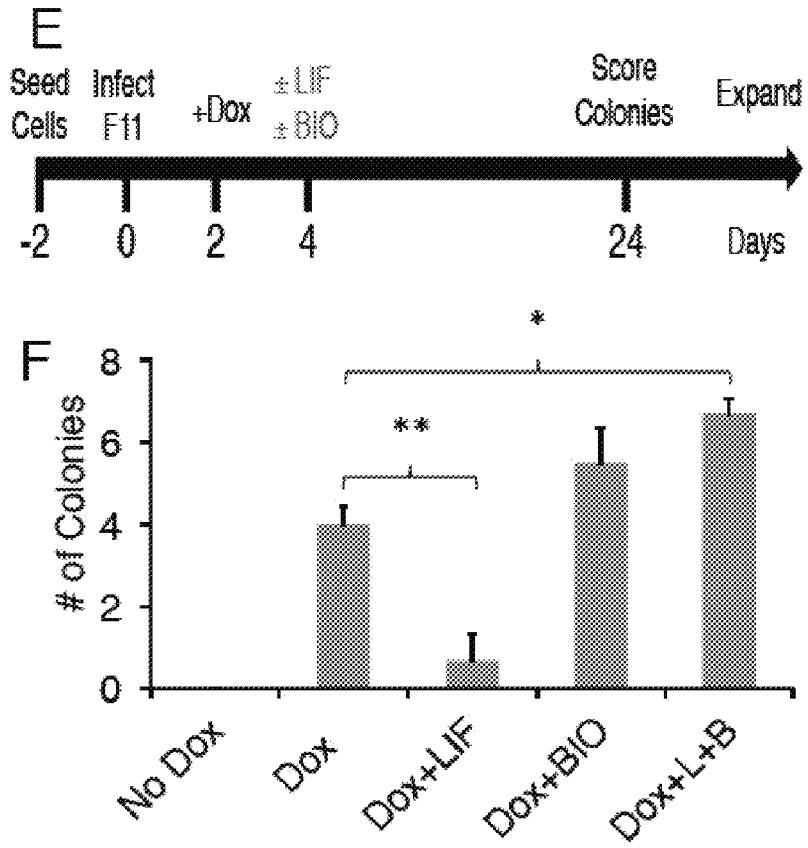 E
Seed Cells
Infect F11
+Dox
± LIF
± BIO
Score Colonies
Expand
-2 0 2 4 24 Days
F
# of Colonies
8
6
4
2
0
*
**
No Dox
Dox
Dox+LIF
Dox+BIO
Dox+L+B